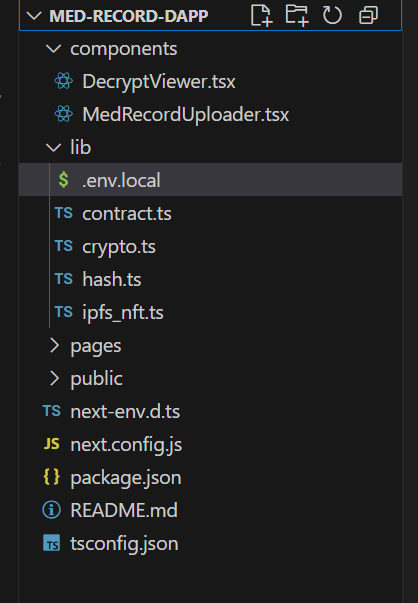 MED-RECORD-DAPP
components
DecryptViewer.tsx
MedRecordUploader.tsx
lib
$ .env.local
TS contract.ts
TS crypto.ts
TS hash.ts
TS ipfs_nft.ts
pages
public
TS next-env.d.ts
JS next.config.js
{} package.json
README.md
TS tsconfig.json